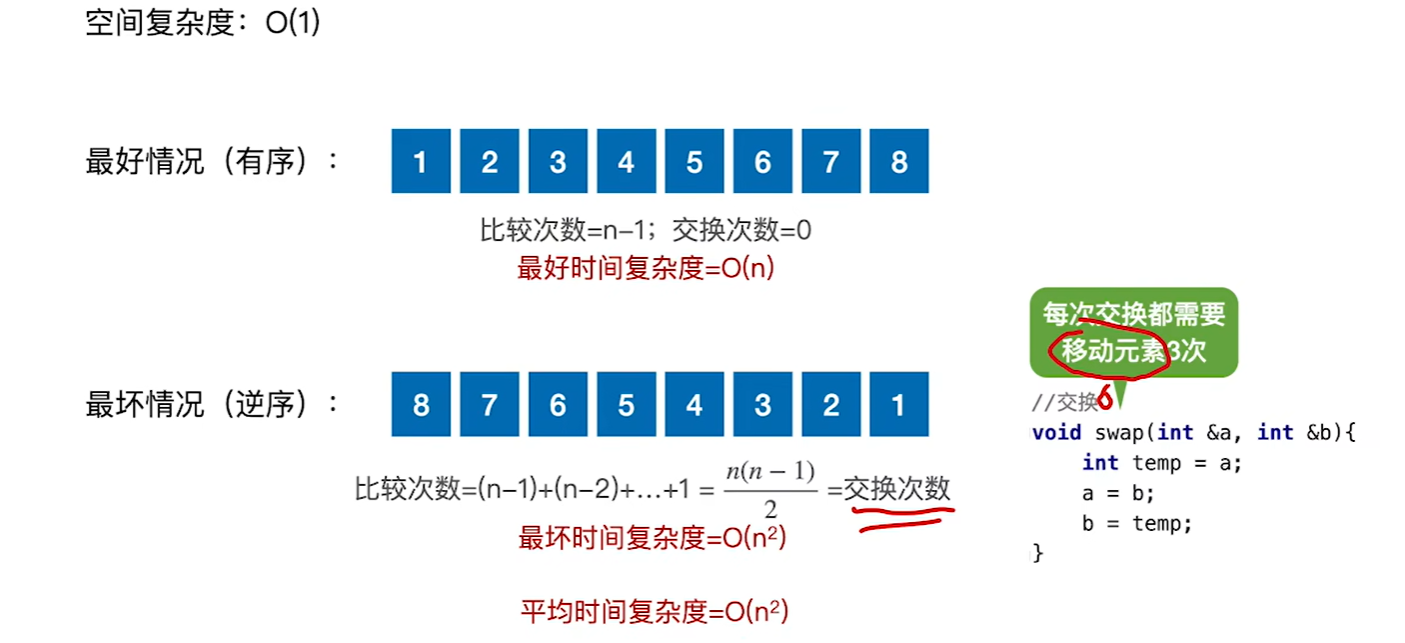 空间复杂度：O(1)
最好情况（有序）：
1 2 3 4 5 6 7 8
比较次数=n-1；交换次数=0
最好时间复杂度=O(n)
每次交换都需要
移动元素3次
//交换
void swap(int &a, int &b){
int temp = a;
a = b;
b = temp;
}
最坏情况（逆序）：
8 7 6 5 4 3 2 1
比较次数=(n-1)+(n-2)+…+1 = n(n − 1)/2 =交换次数
最坏时间复杂度=O(n²)
平均时间复杂度=O(n²)